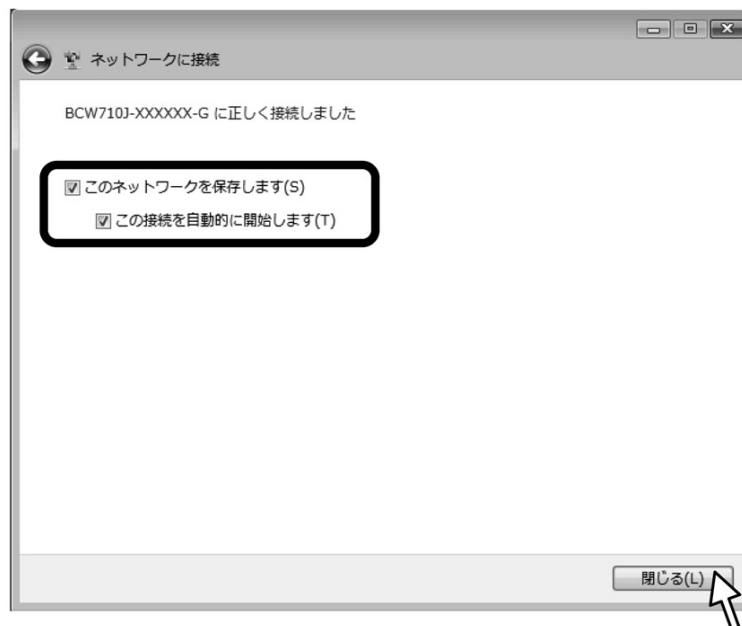 ネットワークに接続
BCW710J-XXXXXX-G に正しく接続しました
このネットワークを保存します(S)
この接続を自動的に開始します(T)
閉じる(L)